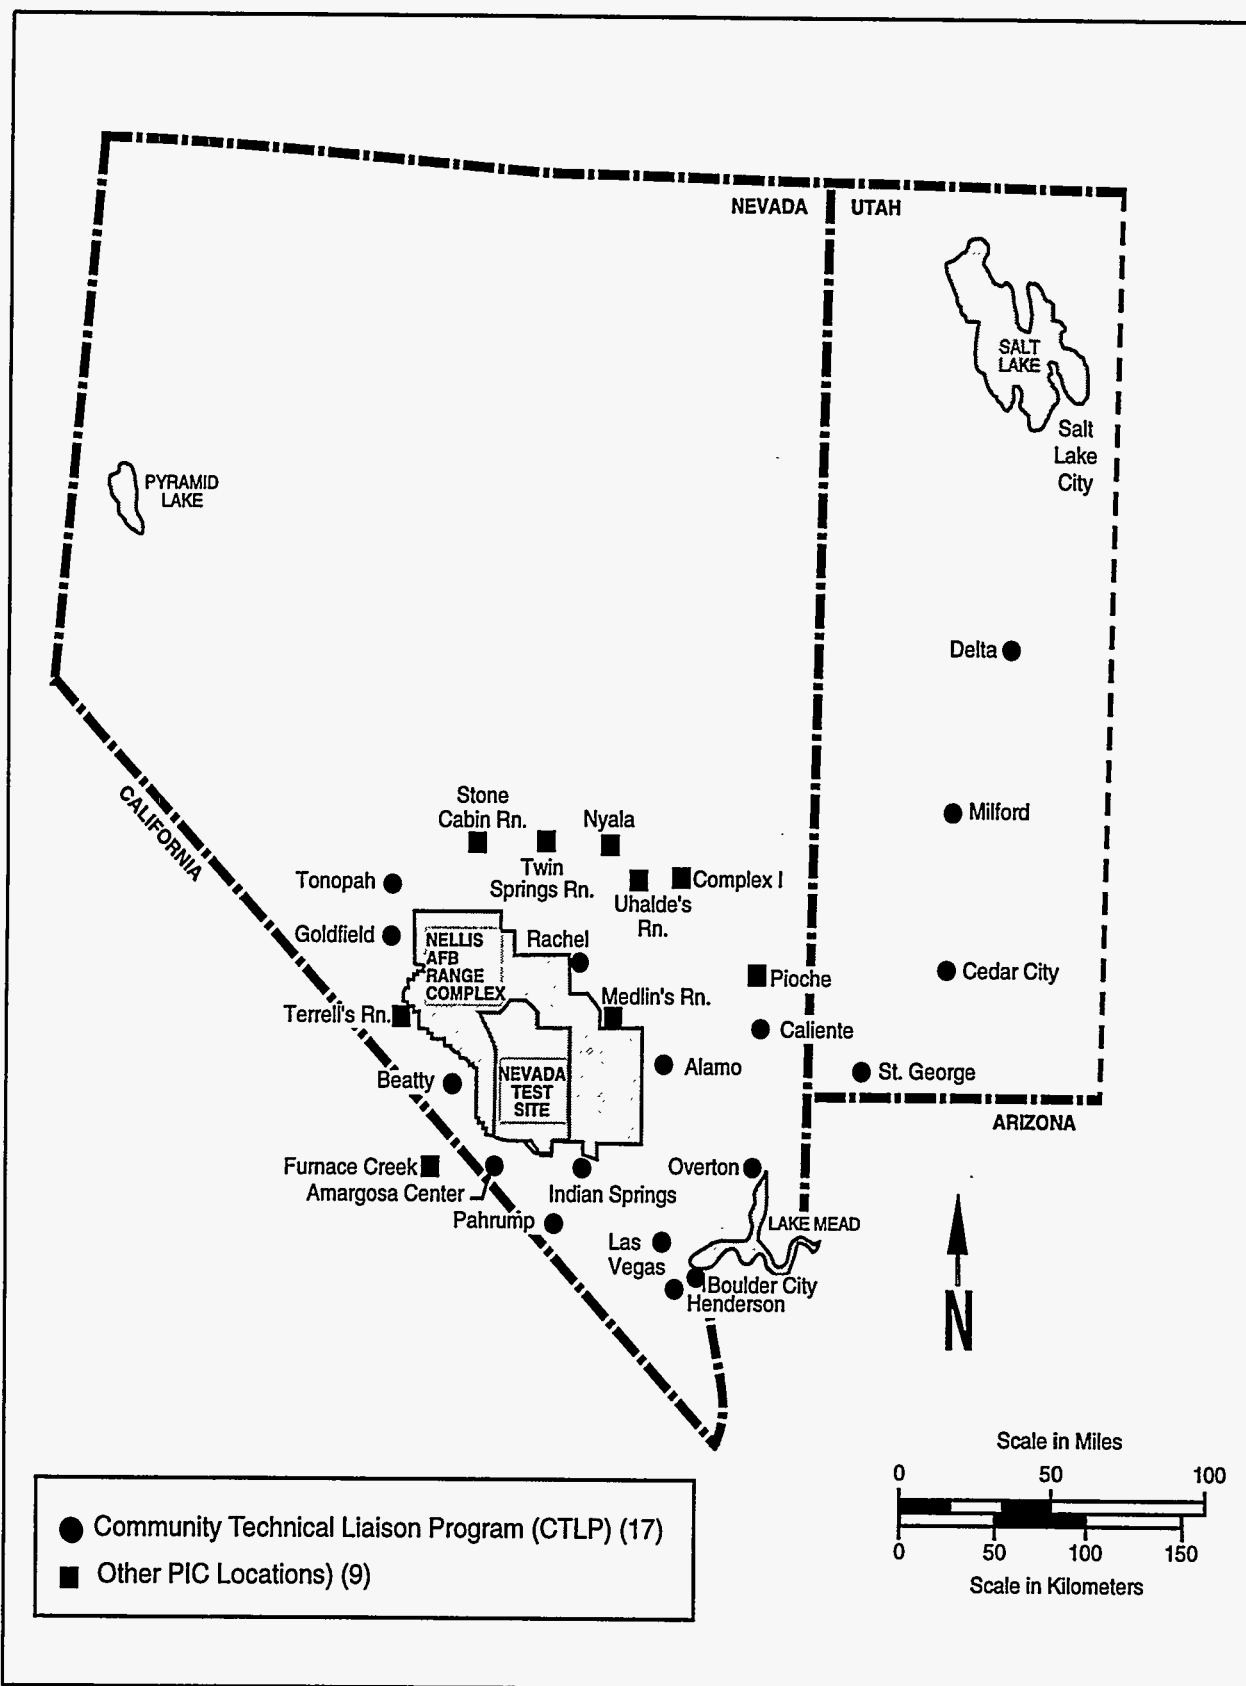 NEVADA
UTAH
SALT
LAKE
Salt
Lake
City
PYRAMID
LAKE
Delta
CALIFORNIA
Stone
Cabin Rn.
Nyala
Milford
Twin
Springs Rn.
Tonopah
Complex I
Uhalde's
Rn.
Goldfield
NELLIS
AFB
RANGE
COMPLEX
Rachel
Pioche
Cedar City
Medlin's Rn.
Terrell's Rn.
Caliente
Alamo
St. George
Beatty
NEVADA
TEST
SITE
ARIZONA
Furnace Creek
Amargosa Center
Indian Springs
Overton
Pahrump
LAKE MEAD
Las
Vegas
Boulder City
Henderson
N
Scale in Miles
0 50 100
0 50 100 150
Scale in Kilometers
Community Technical Liaison Program (CTLP) (17)
Other PIC Locations) (9)